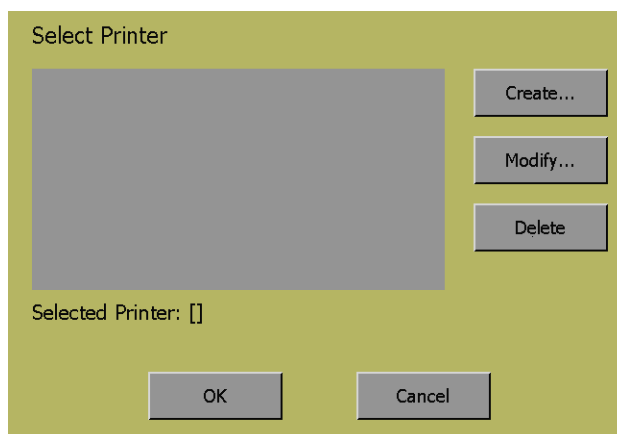 Select Printer
Create...
Modify...
Delete
Selected Printer: []
OK
Cancel